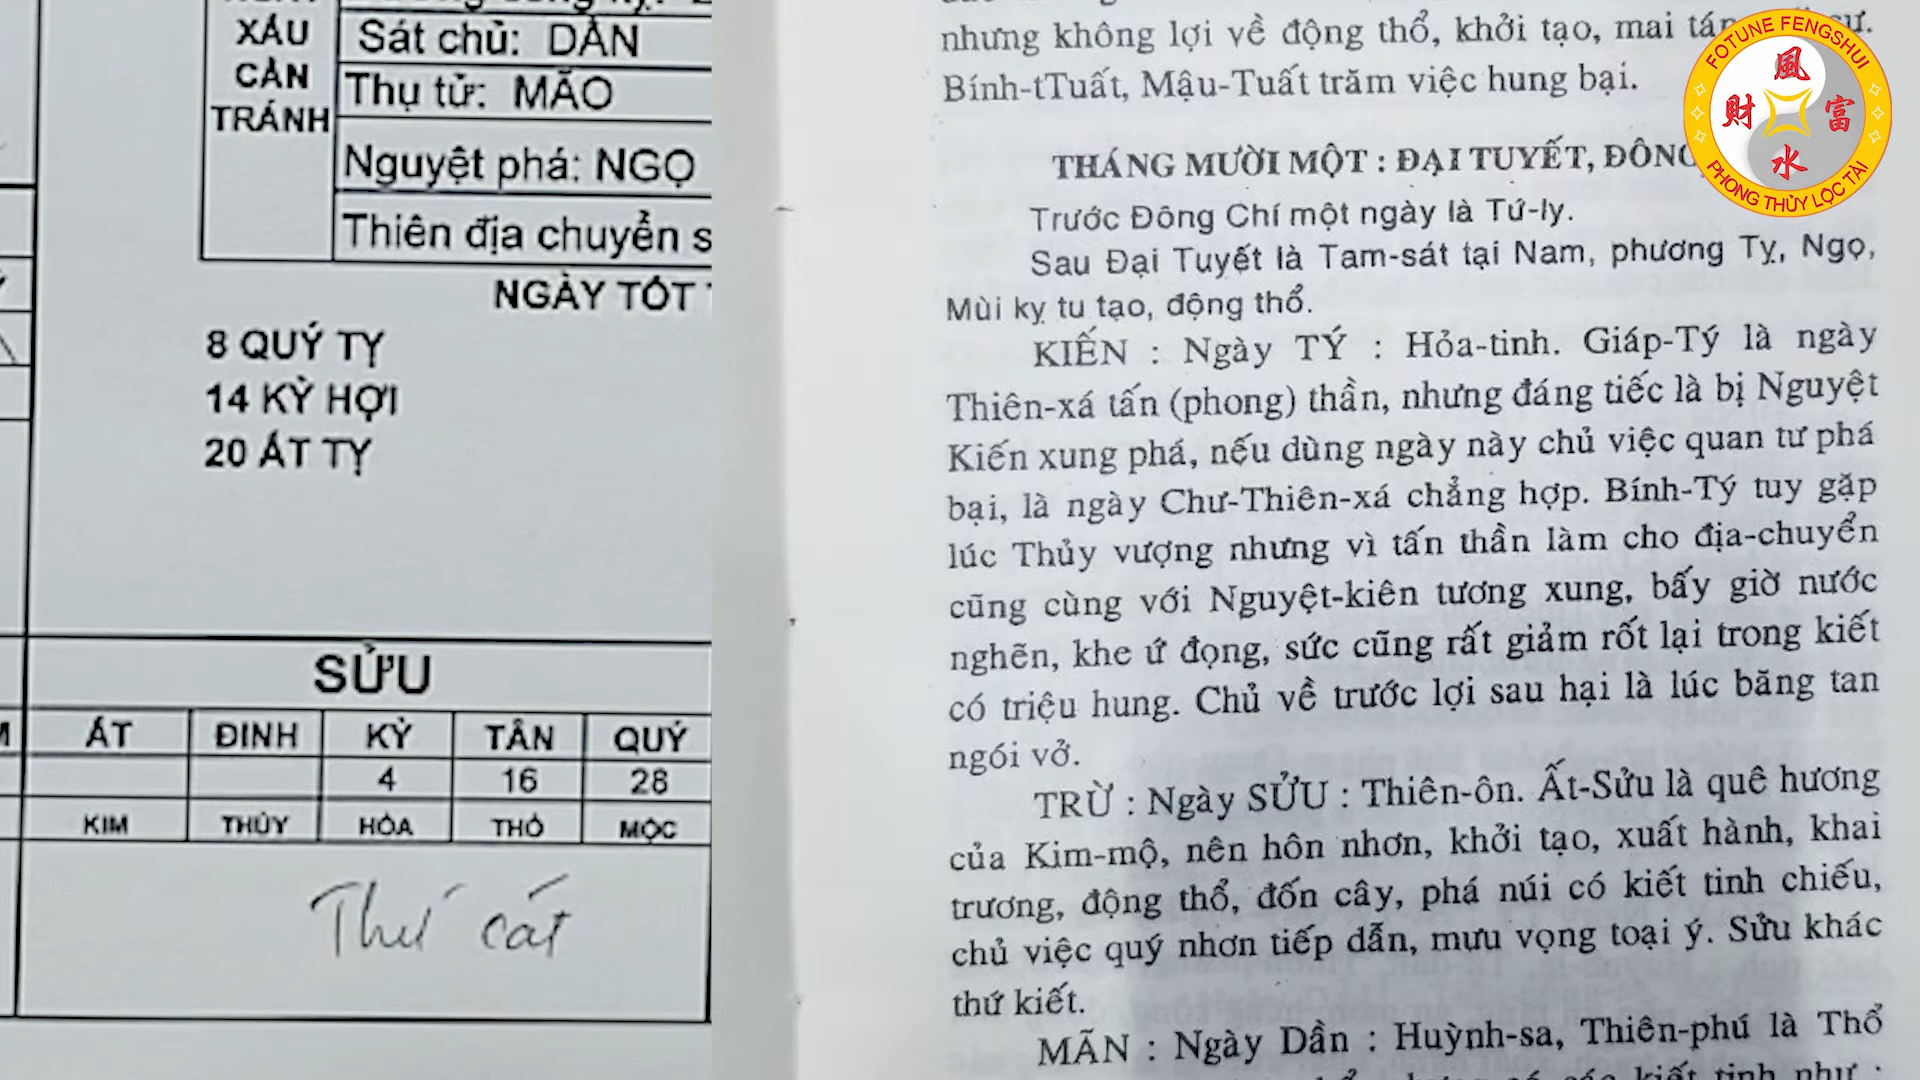 XẤU
CẦN
TRÁNH
Sát chủ: DẦN
Thụ tử: MÃO
Nguyệt phá: NGỌ
Thiên địa chuyển s
NGÀY TỐT
8 QUÝ TỴ
14 KỶ HỢI
20 ẤT TỴ
SỬU
ẤT ĐINH KỶ TÂN QUÝ
4 16 28
KIM THỦY HỎA THỔ MỘC
Thứ cát
nhưng không lợi về động thổ, khởi tạo, mai
Bính-tTuất, Mậu-Tuất trăm việc hung bại.
THÁNG MƯỜI MỘT : ĐẠI TUYẾT,
Trước Đông Chí một ngày là Tứ-ly.
Sau Đại Tuyết là Tam-sát tại Nam, phương Tỵ, Ngọ,
Mùi kỵ tu tạo, động thổ.
KIẾN : Ngày TÝ : Hỏa-tinh. Giáp-Tý là ngày
Thiên-xá tấn (phong) thần, nhưng đáng tiếc là bị Nguyệt
Kiến xung phá, nếu dùng ngày này chủ việc quan tư phá
bại, là ngày Chư-Thiên-xá chẳng hợp. Bính-Tý tuy gặp
lúc Thủy vượng nhưng vì tấn thần làm cho địa-chuyển
cũng cùng với Nguyệt-kiên tương xung, bấy giờ nước
nghẽn, khe ứ đọng, sức cũng rất giảm rốt lại trong kiết
có triệu hung. Chủ về trước lợi sau hại là lúc băng tan
ngói vở.
TRỪ : Ngày SỬU : Thiên-ôn. Ất-Sửu là quê hương
của Kim-mộ, nên hôn nhơn, khởi tạo, xuất hành, khai
trương, động thổ, đốn cây, phá núi có kiết tinh chiếu,
chủ việc quý nhơn tiếp dẫn, mưu vọng toại ý. Sửu khác
thứ kiết.
MÃN : Ngày Dần : Huỳnh-sa, Thiên-phú là Thổ
kiết tinh như :
FOTUNE FENGSHUI
風
財 富
水
PHONG THỦY LỘC TÀI